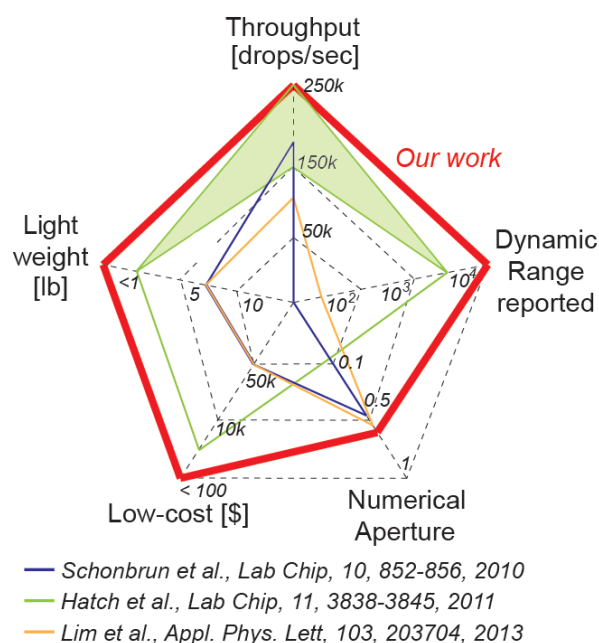 Throughput
[drops/sec]
250k
150k
Our work
50k
Light
weight
[lb]
<1
5
10
10²
10³
10⁴
Dynamic
Range
reported
0.1
50k
0.5
10k
1
< 100
Low-cost [$]
Numerical
Aperture
Schonbrun et al., Lab Chip, 10, 852-856, 2010
Hatch et al., Lab Chip, 11, 3838-3845, 2011
Lim et al., Appl. Phys. Lett, 103, 203704, 2013